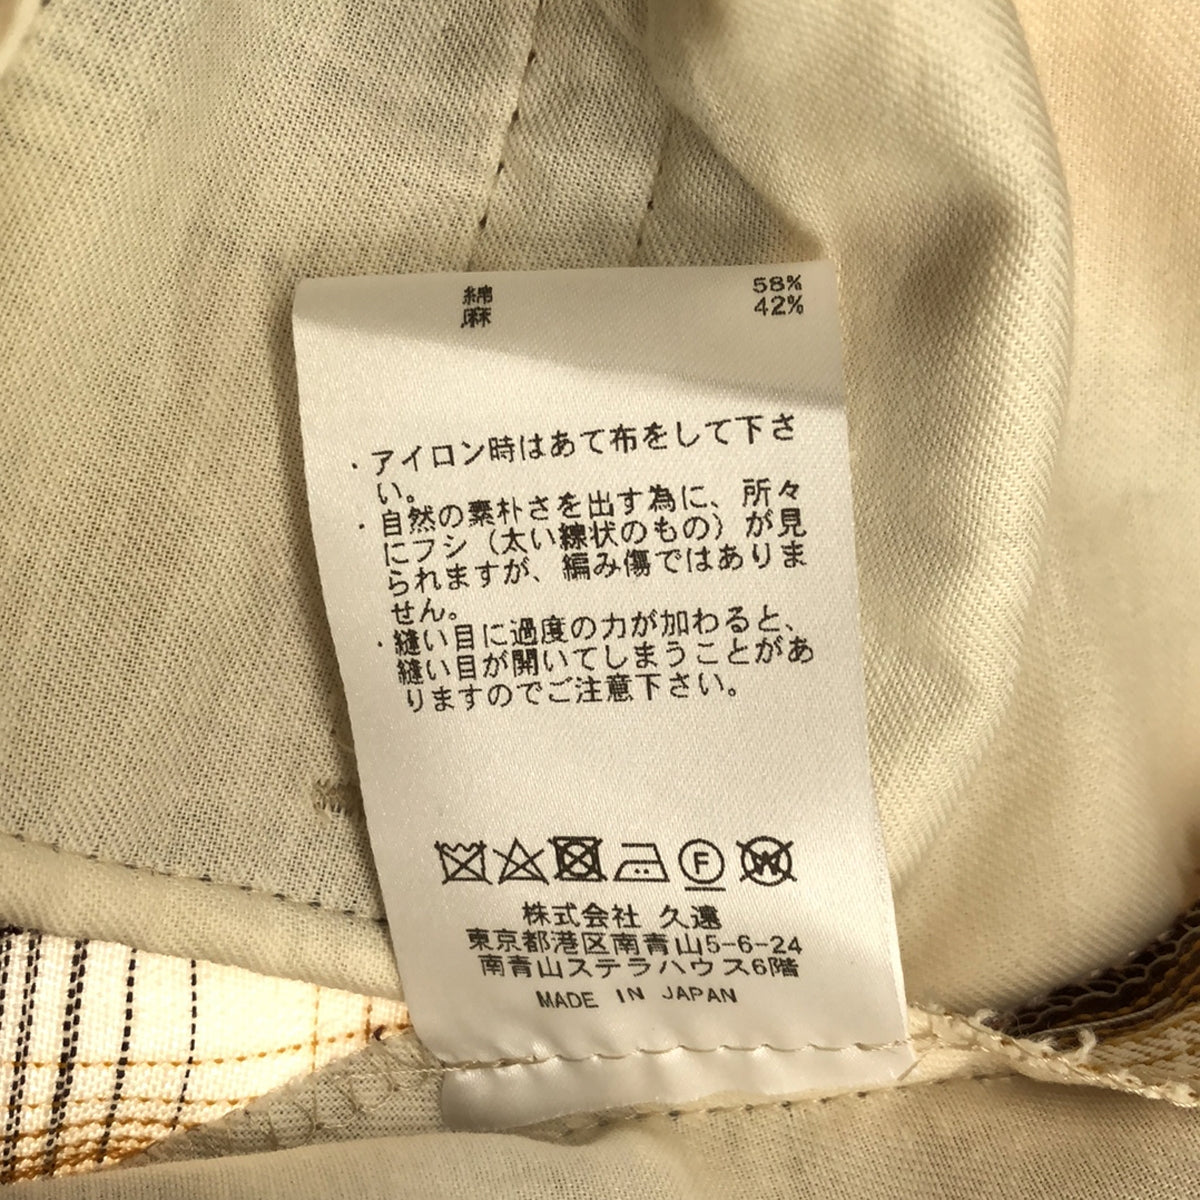 綿 58%
麻 42%
・アイロン時はあて布をして下さ
い。
・自然の素朴さを出す為に、所々
にフシ（太い線状のもの）が見
られますが、編み傷ではありま
せん。
・縫い目に過度の力が加わると、
縫い目が開いてしまうことがあ
りますのでご注意下さい。
F W
株式会社 久遠
東京都港区南青山5-6-24
南青山ステラハウス6階
MADE IN JAPAN